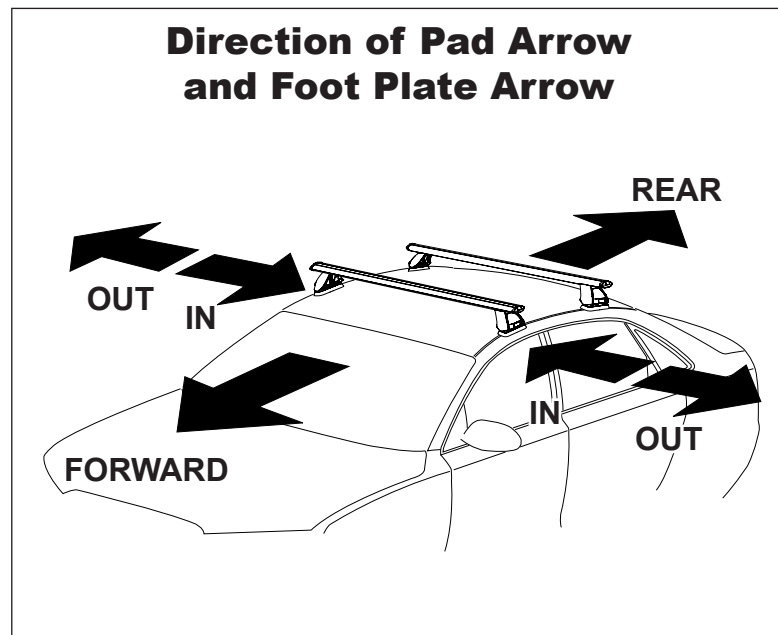 Direction of Pad Arrow
and Foot Plate Arrow
REAR
OUT
IN
IN
OUT
FORWARD